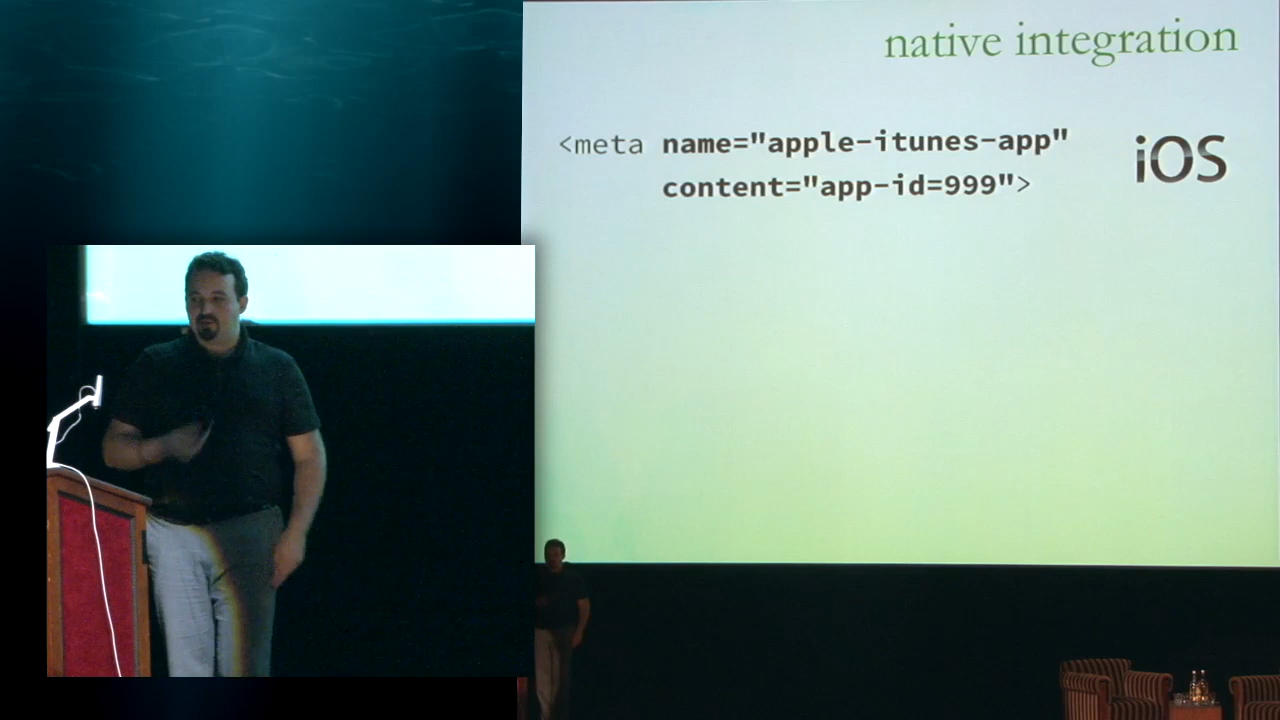 native integration
<meta name="apple-itunes-app"
content="app-id=999">
iOS